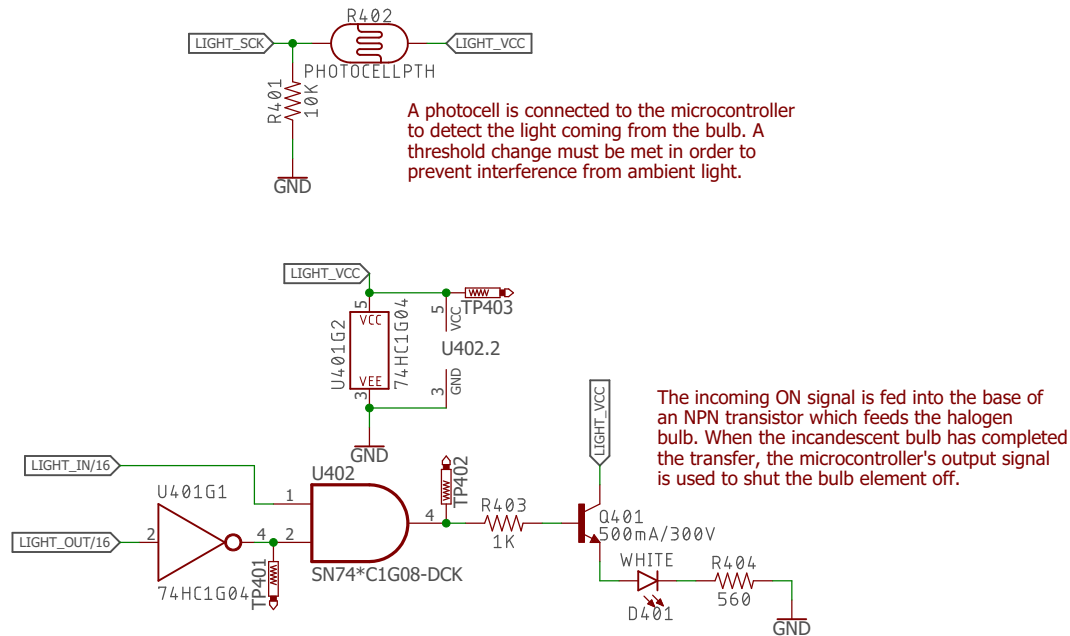 R402
LIGHT_SCK
LIGHT_VCC
PHOTOCELLPTH
R401
10K
GND
A photocell is connected to the microcontroller
to detect the light coming from the bulb. A
threshold change must be met in order to
prevent interference from ambient light.
LIGHT_VCC
TP403
5
VCC
U401G2
74HC1G04
VEE
3
5
VCC
U402.2
3
GND
GND
LIGHT_VCC
The incoming ON signal is fed into the base of
an NPN transistor which feeds the halogen
bulb. When the incandescent bulb has completed
the transfer, the microcontroller's output signal
is used to shut the bulb element off.
LIGHT_IN/16
U402
TP402
U401G1
1
R403
1K
4
Q401
500mA/300V
LIGHT_OUT/16
2
4
2
74HC1G04
TP401
SN74*C1G08-DCK
WHITE
D401
R404
560
GND